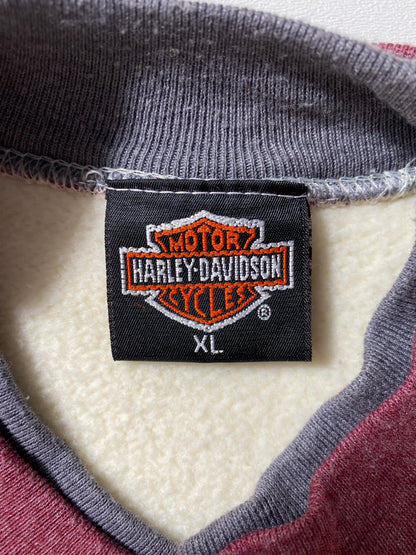 MOTOR
HARLEY-DAVIDSON
CYCLES
®
XL